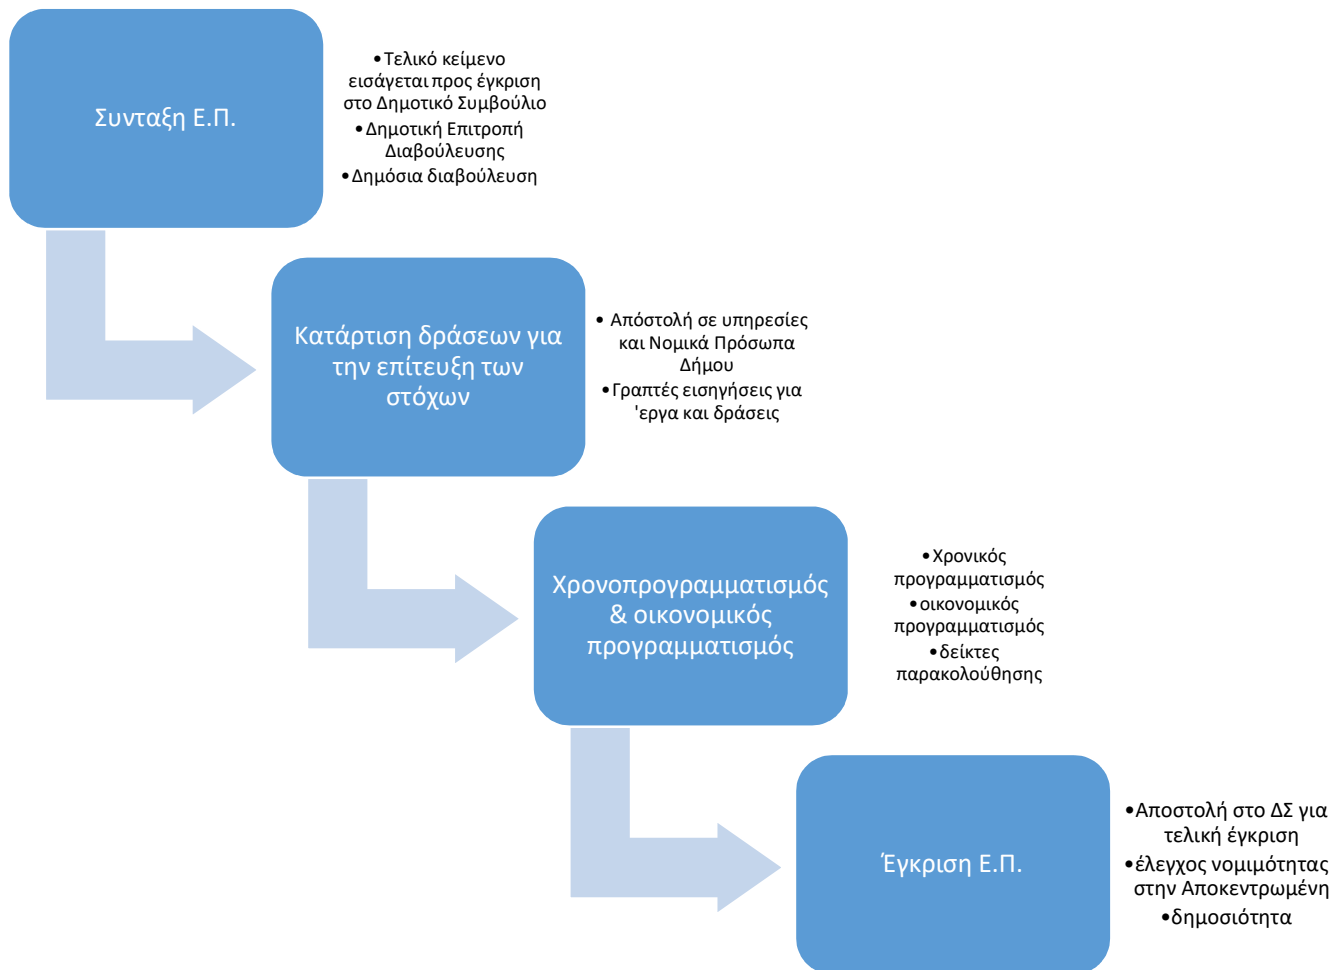 Συνταξη Ε.Π.
•Τελικό κείμενο
εισάγεται προς έγκριση
στο Δημοτικό Συμβούλιο
•Δημοτική Επιτροπή
Διαβούλευσης
•Δημόσια διαβούλευση
Κατάρτιση δράσεων για
την επίτευξη των
στόχων
• Απόστολή σε υπηρεσίες
και Νομικά Πρόσωπα
Δήμου
•Γραπτές εισηγήσεις για
'εργα και δράσεις
Χρονοπρογραμματισμός
& οικονομικός
προγραμματισμός
•Χρονικός
προγραμματισμός
•οικονομικός
προγραμματισμός
•δείκτες
παρακολούθησης
Έγκριση Ε.Π.
•Αποστολή στο ΔΣ για
τελική έγκριση
•έλεγχος νομιμότητας
στην Αποκεντρωμένη
•δημοσιότητα